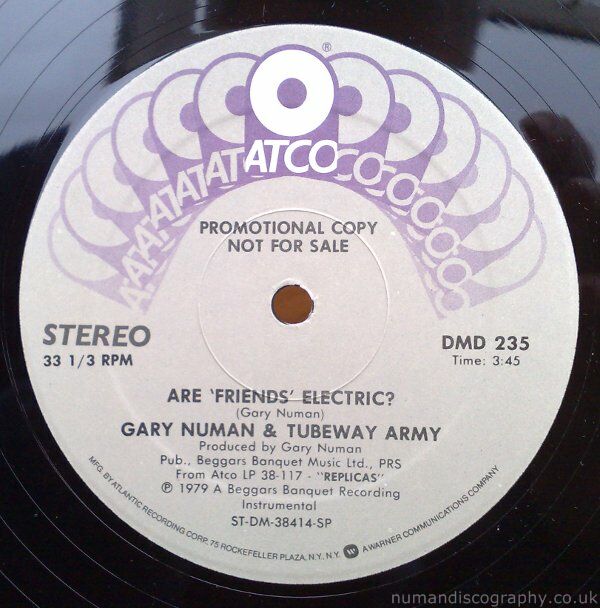 ATCO
®
PROMOTIONAL COPY
NOT FOR SALE
STEREO
33 1/3 RPM
DMD 235
Time: 3:45
ARE 'FRIENDS' ELECTRIC?
(Gary Numan)
GARY NUMAN & TUBEWAY ARMY
Produced by Gary Numan
Pub., Beggars Banquet Music Ltd., PRS
From Atco LP 38-117 - "REPLICAS"
℗ 1979 A Beggars Banquet Recording
Instrumental
ST-DM-38414-SP
MFG. BY ATLANTIC RECORDING CORP. 75 ROCKEFELLER PLAZA, N.Y. N.Y. A WARNER COMMUNICATIONS COMPANY
numandiscography.co.uk